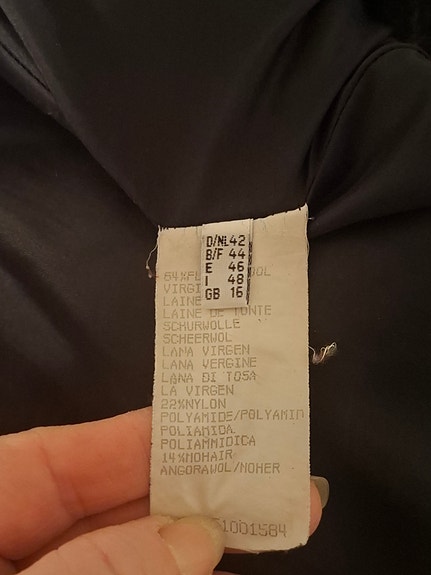 D/NL 42
B/F 44
E 46
I 48
GB 16
64%
VIRGI
LAINE
LAINE DE TONTE
SCHURWOLLE
SCHEERWOL
LANA VIRGEN
LANA VERGINE
LANA DI TOSA
LA VIRGEN
22%NYLON
POLYAMIDE/POLYAMID
POLIAMIDA
POLIAMMIDICA
14%MOHAIR
ANGORAWOL/MOHER
1001584